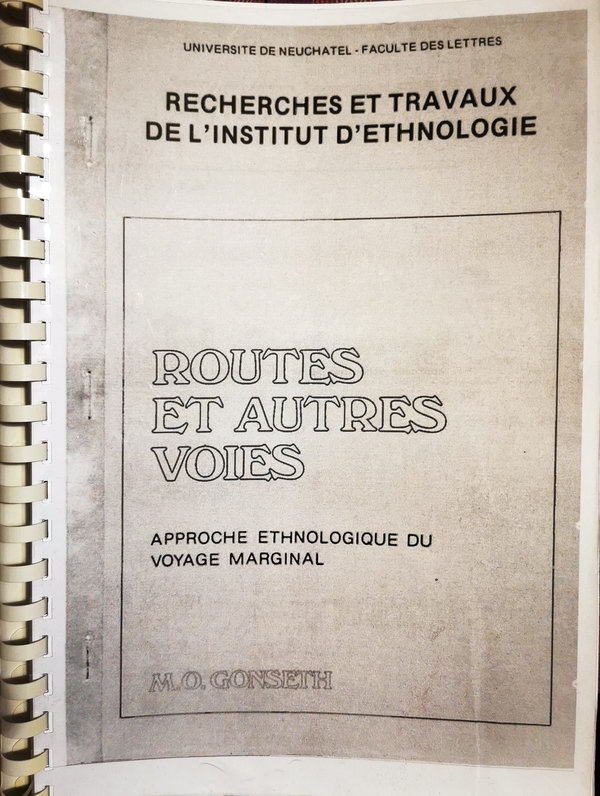 UNIVERSITE DE NEUCHATEL - FACULTE DES LETTRES
RECHERCHES ET TRAVAUX
DE L'INSTITUT D'ETHNOLOGIE
ROUTES
ET AUTRES
VOIES
APPROCHE ETHNOLOGIQUE DU
VOYAGE MARGINAL
M.O. GONSETH